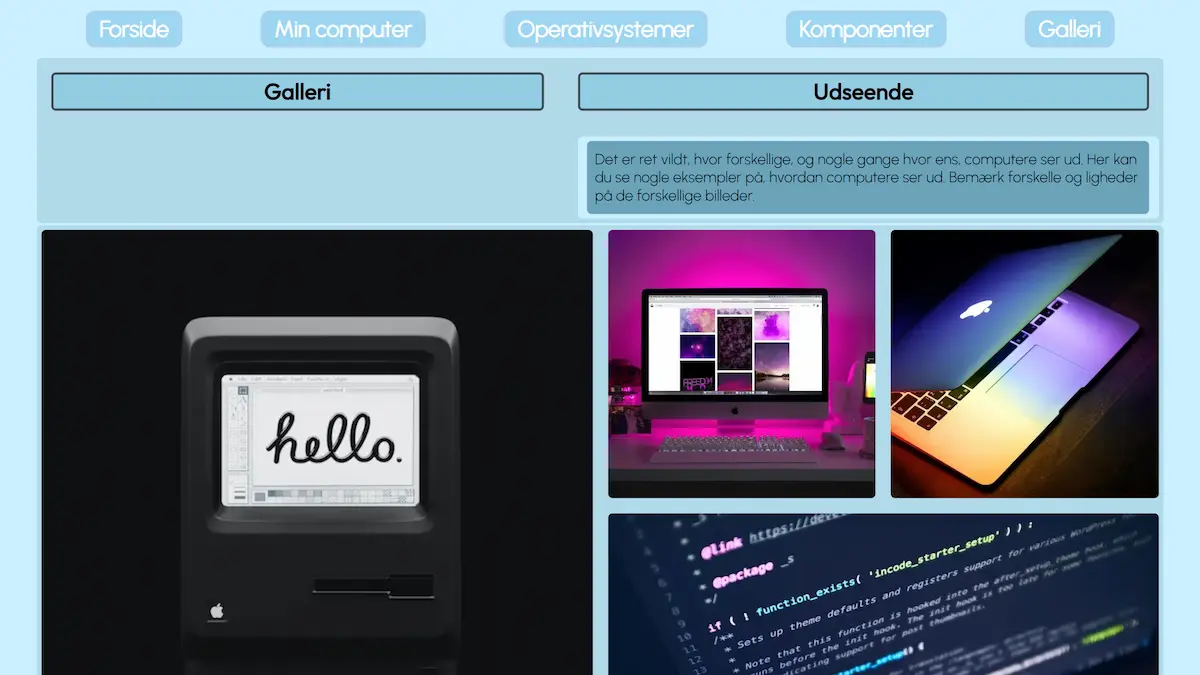 Forside
Min computer
Operativsystemer
Komponenter
Galleri
Galleri
Udseende
Det er ret vildt, hvor forskellige, og nogle gange hvor ens, computere ser ud. Her kan
du se nogle eksempler på, hvordan computere ser ud. Bemærk forskelle og ligheder
på de forskellige billeder.
hello.
* @link https://deve
* @package _s
*/
if ( ! function_exists( 'incode_starter_setup' ) ) :
/**
* Sets up theme defaults and registers support for various WordPress
* Note that this function is hooked into the after_setup_theme hook, which
* runs before the init hook. The init hook is too late for some
indicating support for post thumbnails.